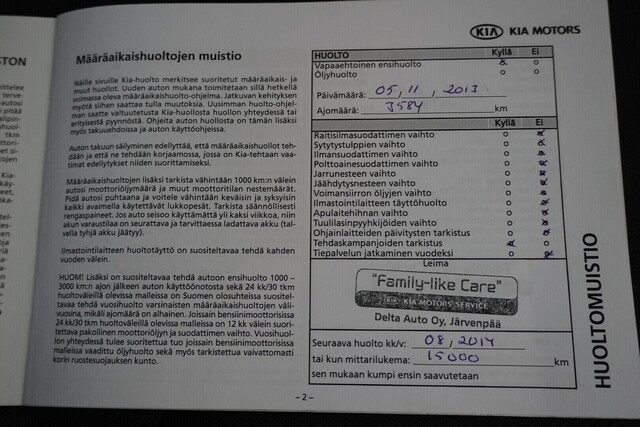 KIA KIA MOTORS
Määräaikaishuoltojen muistio
Näille sivuille Kia-huolto merkitsee suoritetut määräaikais- ja
muut huollot. Uuden auton mukana toimitetaan sillä hetkellä
voimassa oleva määräaikaishuolto-ohjelma. Jatkuvan kehityksen
myötä siihen saattaa tulla muutoksia. Uusimman huolto-ohjel-
man saatte valtuutetusta Kia-huollosta huollon yhteydessä tai
erityisestä pyynnöstä. Ohjeita auton huollosta on tämän lisäksi
myös takuuehdoissa ja auton käyttöohjeissa.
Auton takuun säilyminen edellyttää, että määräaikaishuollot teh-
dään ja että ne tehdään korjaamossa, jossa on Kia-tehtaan vaa-
timat edellytykset niiden suorittamiseksi.
Määräaikaishuoltojen lisäksi tarkista vähintään 1000 km:n välein
autosi moottoriöljymäärä ja muut moottoritilan nestemäärät.
Pidä autosi puhtaana ja voitele vähintään keväisin ja syksyisin
kaikki avaimella käytettävät lukkopesät. Tarkista säännöllisesti
rengaspaineet. Jos auto seisoo käyttämättä yli kaksi viikkoa, niin
akun varaustilaa on seurattava ja tarvittaessa ladattava akku (tal-
vella tyhjä akku jäätyy).
Ilmastointilaitteen huoltotyöttö on suositeltavaa tehdä kahden
vuoden välein.
HUOM! Lisäksi on suositeltavaa tehdä autoon ensihuolto 1000 –
3000 km:n ajon jälkeen auton käyttöönotosta sekä 24 kk/30 tkm
huoltoväleillä olevissa malleissa on Suomen olosuhteissa suositel-
tavaa tehdä vuosihuolto varsinaisten määräaikaishuoltojen väli-
vuosina, mikäli ajomäärä on alhainen. Joissain bensiinimoottorisissa
24 kk/30 tkm huoltoväleillä olevissa malleissa on 12 kk välein suori-
tettava pakollinen moottoriöljyn ja suodattimen vaihto. Vuosihuol-
lon yhteydessä tulee suorituttaa tuo joissain bensiinimoottorisissa
malleissa vaadittu öljyhuolto sekä myös tarkistettava vaivattomasti
korin ruostesuojauksen kunto.
– 2 –
HUOLTO Kyllä Ei
Vapaaehtoinen ensihuolto
Öljyhuolto
Päivämäärä: 05, 11, 2013
Ajomäärä: 3584 km
Kyllä Ei
Raitisilmasuodattimen vaihto
Sytytystulppien vaihto
Ilmansuodattimen vaihto
Polttoainesuodattimen vaihto
Jarrunesteen vaihto
Jäähdytysnesteen vaihto
Voimansiirron öljyjen vaihto
Ilmastointilaitteen täyttöhuolto
Apulaitehihnan vaihto
Tuulilasinpyyhkijöiden vaihto
Ohjainlaitteiden päivitysten tarkistus
Tehdaskampanjoiden tarkistus
Tiepalvelun jatkaminen vuodeksi
Leima
"Family-like Care"
KIA MOTORS SERVICE
Delta Auto Oy, Järvenpää
Seuraava huolto kk/v: 08, 2014
tai kun mittarilukema: 15000 km
sen mukaan kumpi ensin saavutetaan
HUOLTOMUISTIO